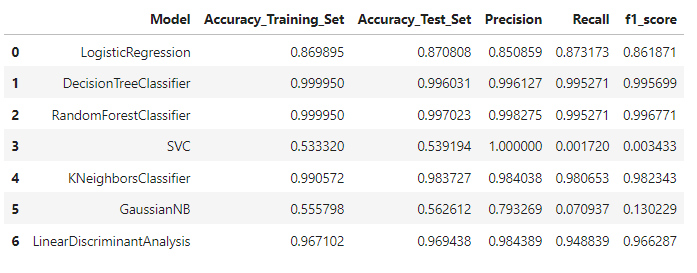 Model Accuracy_Training_Set Accuracy_Test_Set Precision Recall f1_score
0 LogisticRegression 0.869895 0.870808 0.850859 0.873173 0.861871
1 DecisionTreeClassifier 0.999950 0.996031 0.996127 0.995271 0.995699
2 RandomForestClassifier 0.999950 0.997023 0.998275 0.995271 0.996771
3 SVC 0.533320 0.539194 1.000000 0.001720 0.003433
4 KNeighborsClassifier 0.990572 0.983727 0.984038 0.980653 0.982343
5 GaussianNB 0.555798 0.562612 0.793269 0.070937 0.130229
6 LinearDiscriminantAnalysis 0.967102 0.969438 0.984389 0.948839 0.966287